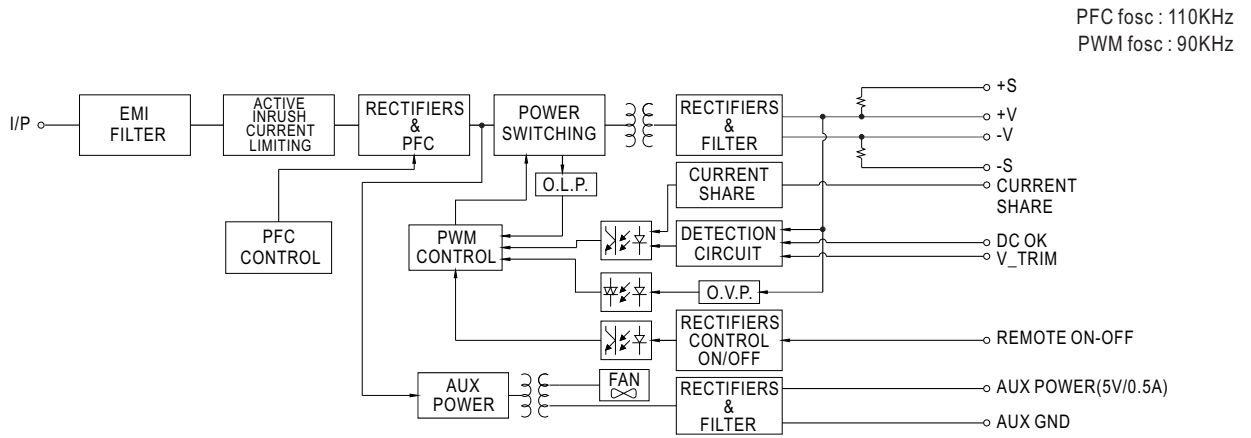 PFC fosc : 110KHz
PWM fosc : 90KHz
I/P
EMI
FILTER
ACTIVE
INRUSH
CURRENT
LIMITING
RECTIFIERS
&
PFC
POWER
SWITCHING
RECTIFIERS
&
FILTER
+S
+V
-V
-S
O.L.P.
CURRENT
SHARE
CURRENT
SHARE
PFC
CONTROL
PWM
CONTROL
DETECTION
CIRCUIT
DC OK
V_TRIM
O.V.P.
RECTIFIERS
CONTROL
ON/OFF
REMOTE ON-OFF
AUX
POWER
FAN
RECTIFIERS
&
FILTER
AUX POWER(5V/0.5A)
AUX GND